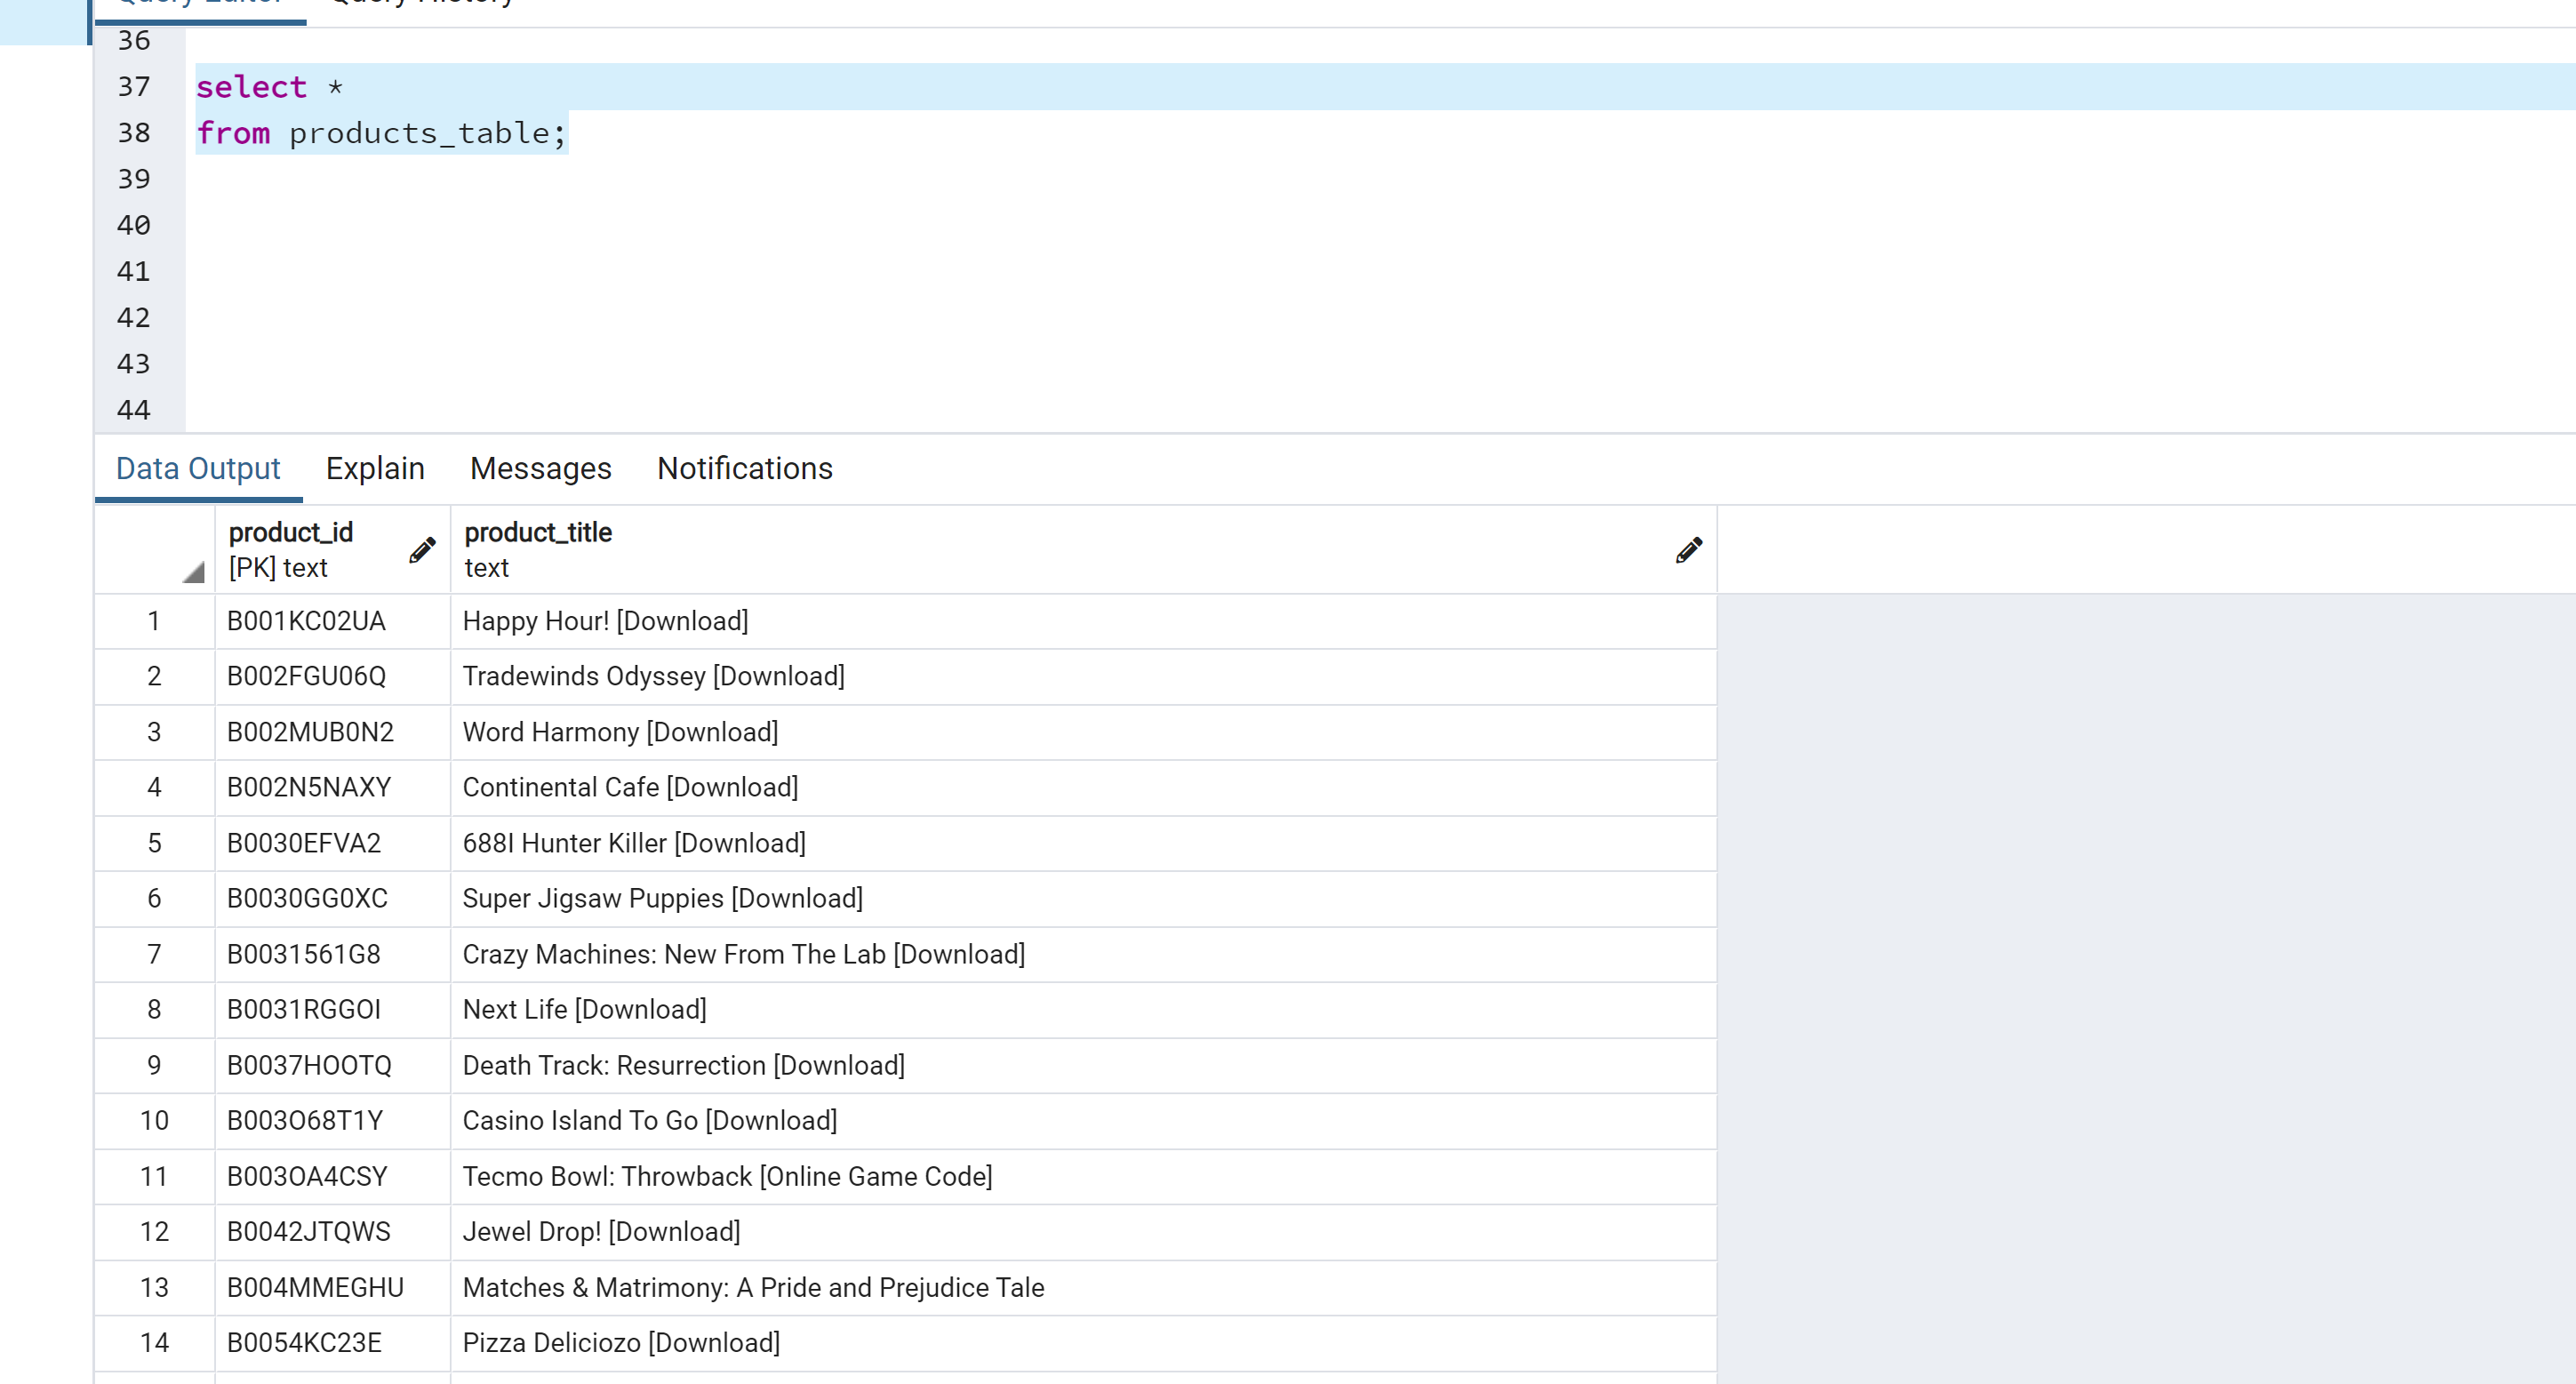 Query Editor Query History
36
37 select *
38 from products_table;
39
40
41
42
43
44
Data Output Explain Messages Notifications
product_id product_title
[PK] text text
1 B001KC02UA Happy Hour! [Download]
2 B002FGU06Q Tradewinds Odyssey [Download]
3 B002MUB0N2 Word Harmony [Download]
4 B002N5NAXY Continental Cafe [Download]
5 B0030EFVA2 688I Hunter Killer [Download]
6 B0030GG0XC Super Jigsaw Puppies [Download]
7 B0031561G8 Crazy Machines: New From The Lab [Download]
8 B0031RGGOI Next Life [Download]
9 B0037HOOTQ Death Track: Resurrection [Download]
10 B003O68T1Y Casino Island To Go [Download]
11 B003OA4CSY Tecmo Bowl: Throwback [Online Game Code]
12 B0042JTQWS Jewel Drop! [Download]
13 B004MMEGHU Matches & Matrimony: A Pride and Prejudice Tale
14 B0054KC23E Pizza Deliciozo [Download]